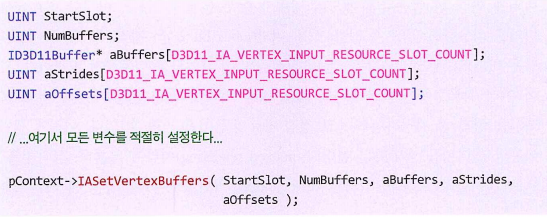 UINT StartSlot;
UINT NumBuffers;
ID3D11Buffer* aBuffers[D3D11_IA_VERTEX_INPUT_RESOURCE_SLOT_COUNT];
UINT aStrides[D3D11_IA_VERTEX_INPUT_RESOURCE_SLOT_COUNT];
UINT aOffsets[D3D11_IA_VERTEX_INPUT_RESOURCE_SLOT_COUNT];
// ...여기서 모든 변수를 적절히 설정한다...
pContext->IASetVertexBuffers( StartSlot, NumBuffers, aBuffers, aStrides,
aOffsets );